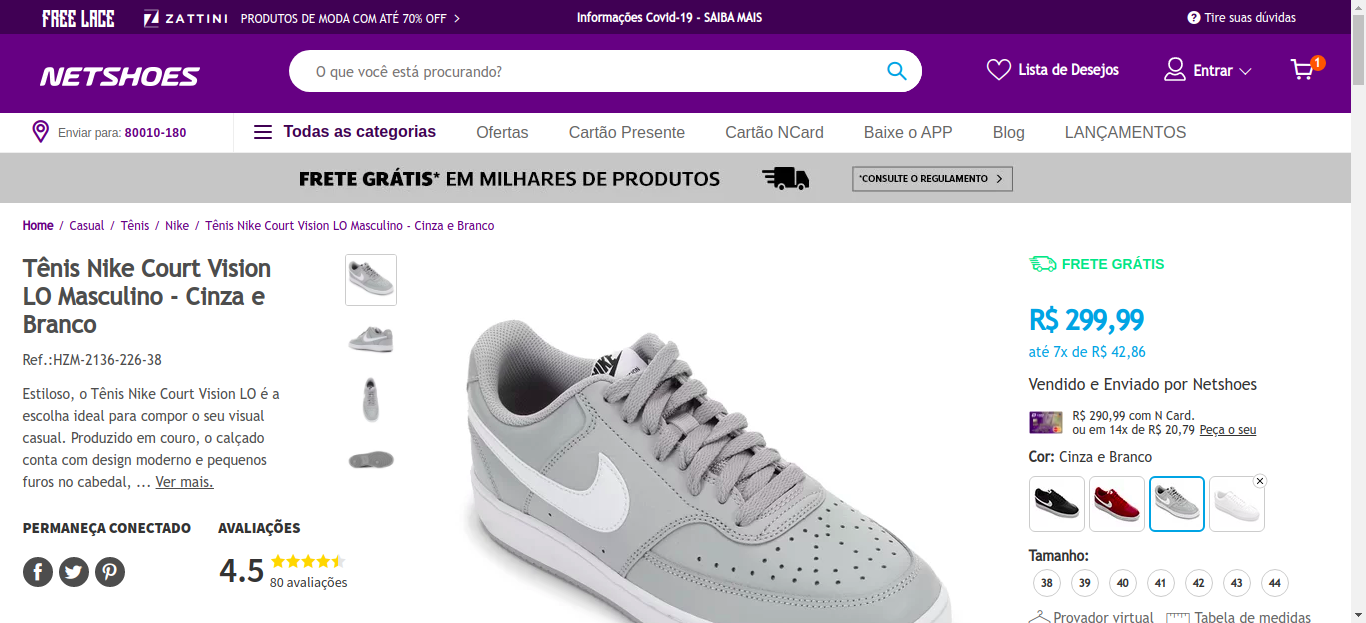 FREE LACE
ZATTINI PRODUTOS DE MODA COM ATÉ 70% OFF
Informações Covid-19 - SAIBA MAIS
? Tire suas dúvidas
NETSHOES
O que você está procurando?
Lista de Desejos
Entrar
1
Enviar para: 80010-180
Todas as categorias
Ofertas
Cartão Presente
Cartão NCard
Baixe o APP
Blog
LANÇAMENTOS
FRETE GRÁTIS* EM MILHARES DE PRODUTOS
*CONSULTE O REGULAMENTO
Home / Casual / Tênis / Nike / Tênis Nike Court Vision LO Masculino - Cinza e Branco
Tênis Nike Court Vision
LO Masculino - Cinza e
Branco
Ref.:HZM-2136-226-38
Estiloso, o Tênis Nike Court Vision LO é a
escolha ideal para compor o seu visual
casual. Produzido em couro, o calçado
conta com design moderno e pequenos
furos no cabedal, ... Ver mais.
PERMANEÇA CONECTADO
AVALIAÇÕES
4.5
80 avaliações
NIKE
FRETE GRÁTIS
R$ 299,99
até 7x de R$ 42,86
Vendido e Enviado por Netshoes
R$ 290,99 com N Card.
ou em 14x de R$ 20,79 Peça o seu
Cor: Cinza e Branco
Tamanho:
38 39 40 41 42 43 44
Provador virtual
Tabela de medidas